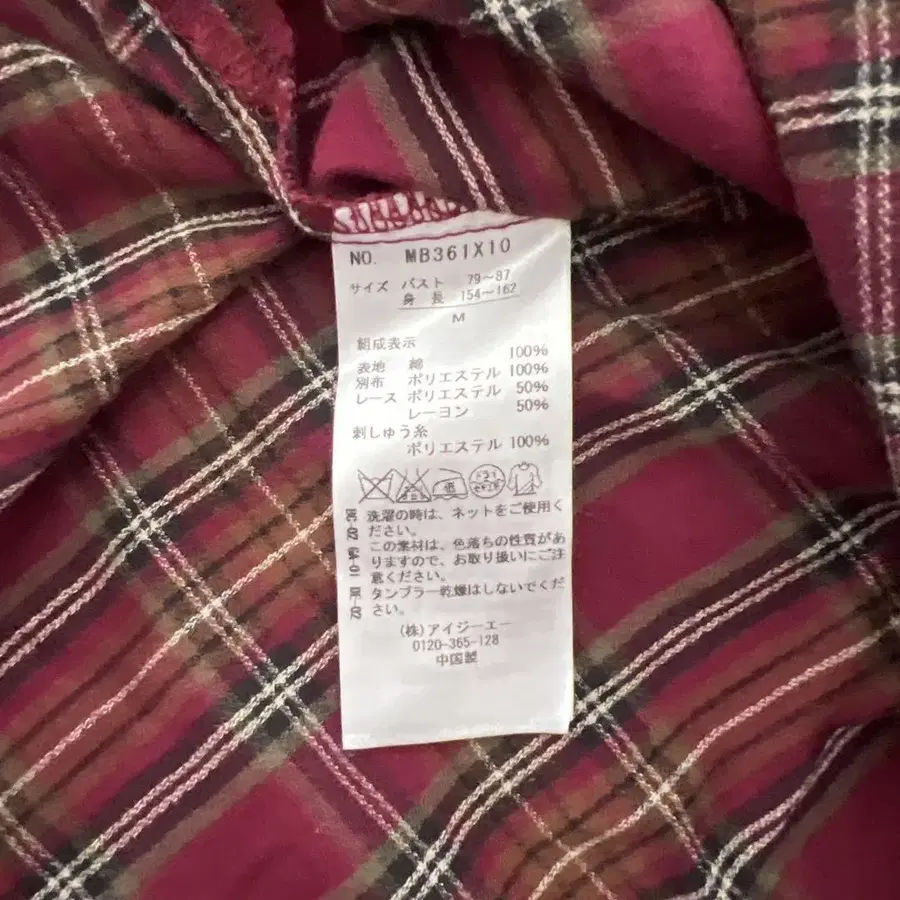 NO. MB361X10
サイズ バスト 79~87
身長 154~162
M
組成表示
表地 綿 100%
別布 ポリエステル 100%
レース ポリエステル 50%
レーヨン 50%
刺しゅう糸
ポリエステル 100%
洗濯の時は、ネットをご使用く
ださい。
この素材は、色落ちの性質があ
りますので、お取り扱いにご注
意ください。
タンブラー乾燥はしないでくだ
さい。
(株)アイジーエー
0120-365-128
中国製